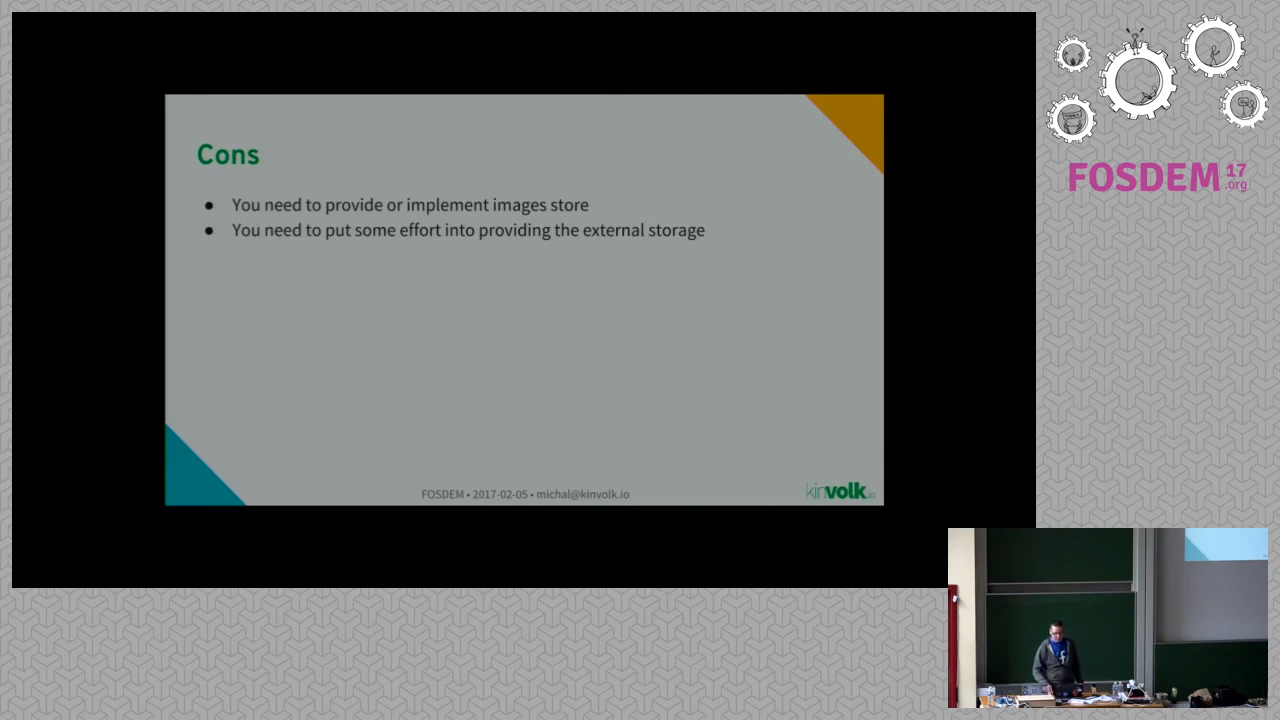 Cons
● You need to provide or implement images store
● You need to put some effort into providing the external storage
FOSDEM • 2017-02-05 • michal@kinvolk.io
kinvolk.io
FOSDEM 17
.org